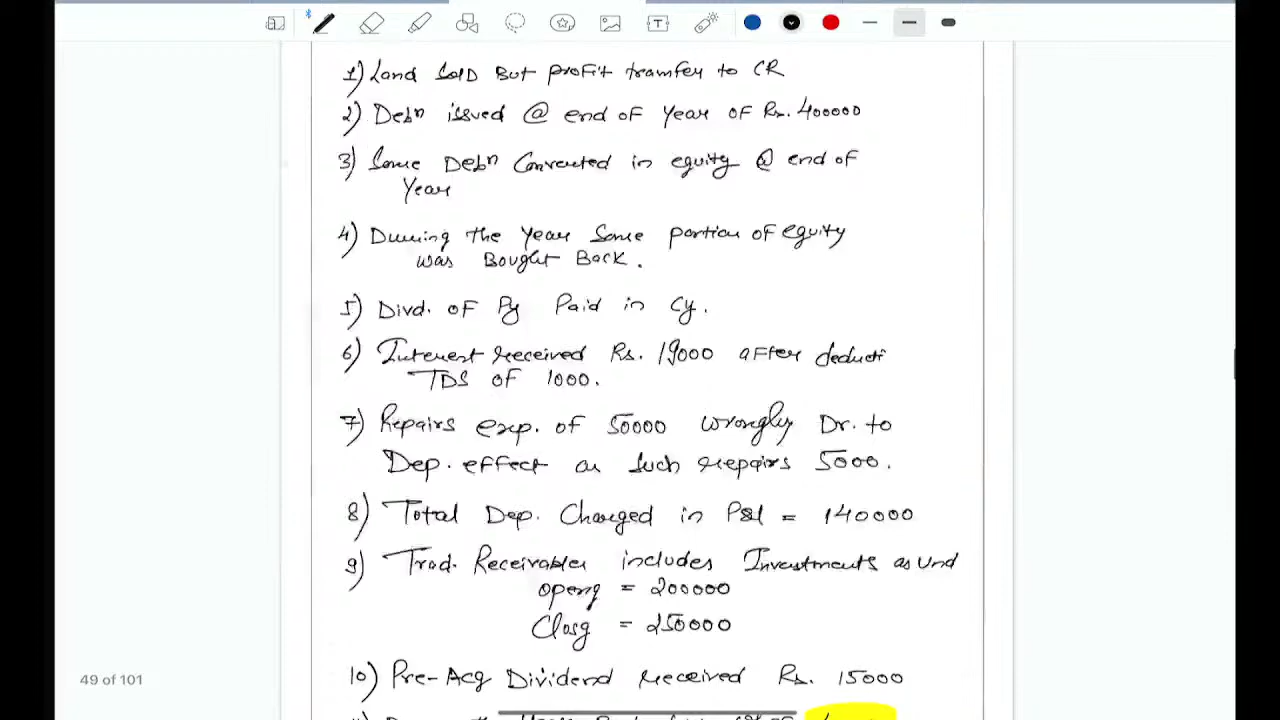 1) Land Sold But profit transfer to CR
2) Debn issued @ end of year of Rs. 400000
3) Some Debn Converted in equity @ end of
year
4) During the year some portion of equity
was Bought Back.
5) Divd. of Py Paid in Cy.
6) Interest received Rs. 19000 after deducti
TDS of 1000.
7) Repairs exp. of 50000 wrongly Dr. to
Dep. effect on such repairs 5000.
8) Total Dep. Charged in P&l = 140000
9) Trad. Receivables includes Investments as und
openg = 200000
Closg = 250000
49 of 101
10) Pre-Acq Dividend received Rs. 15000